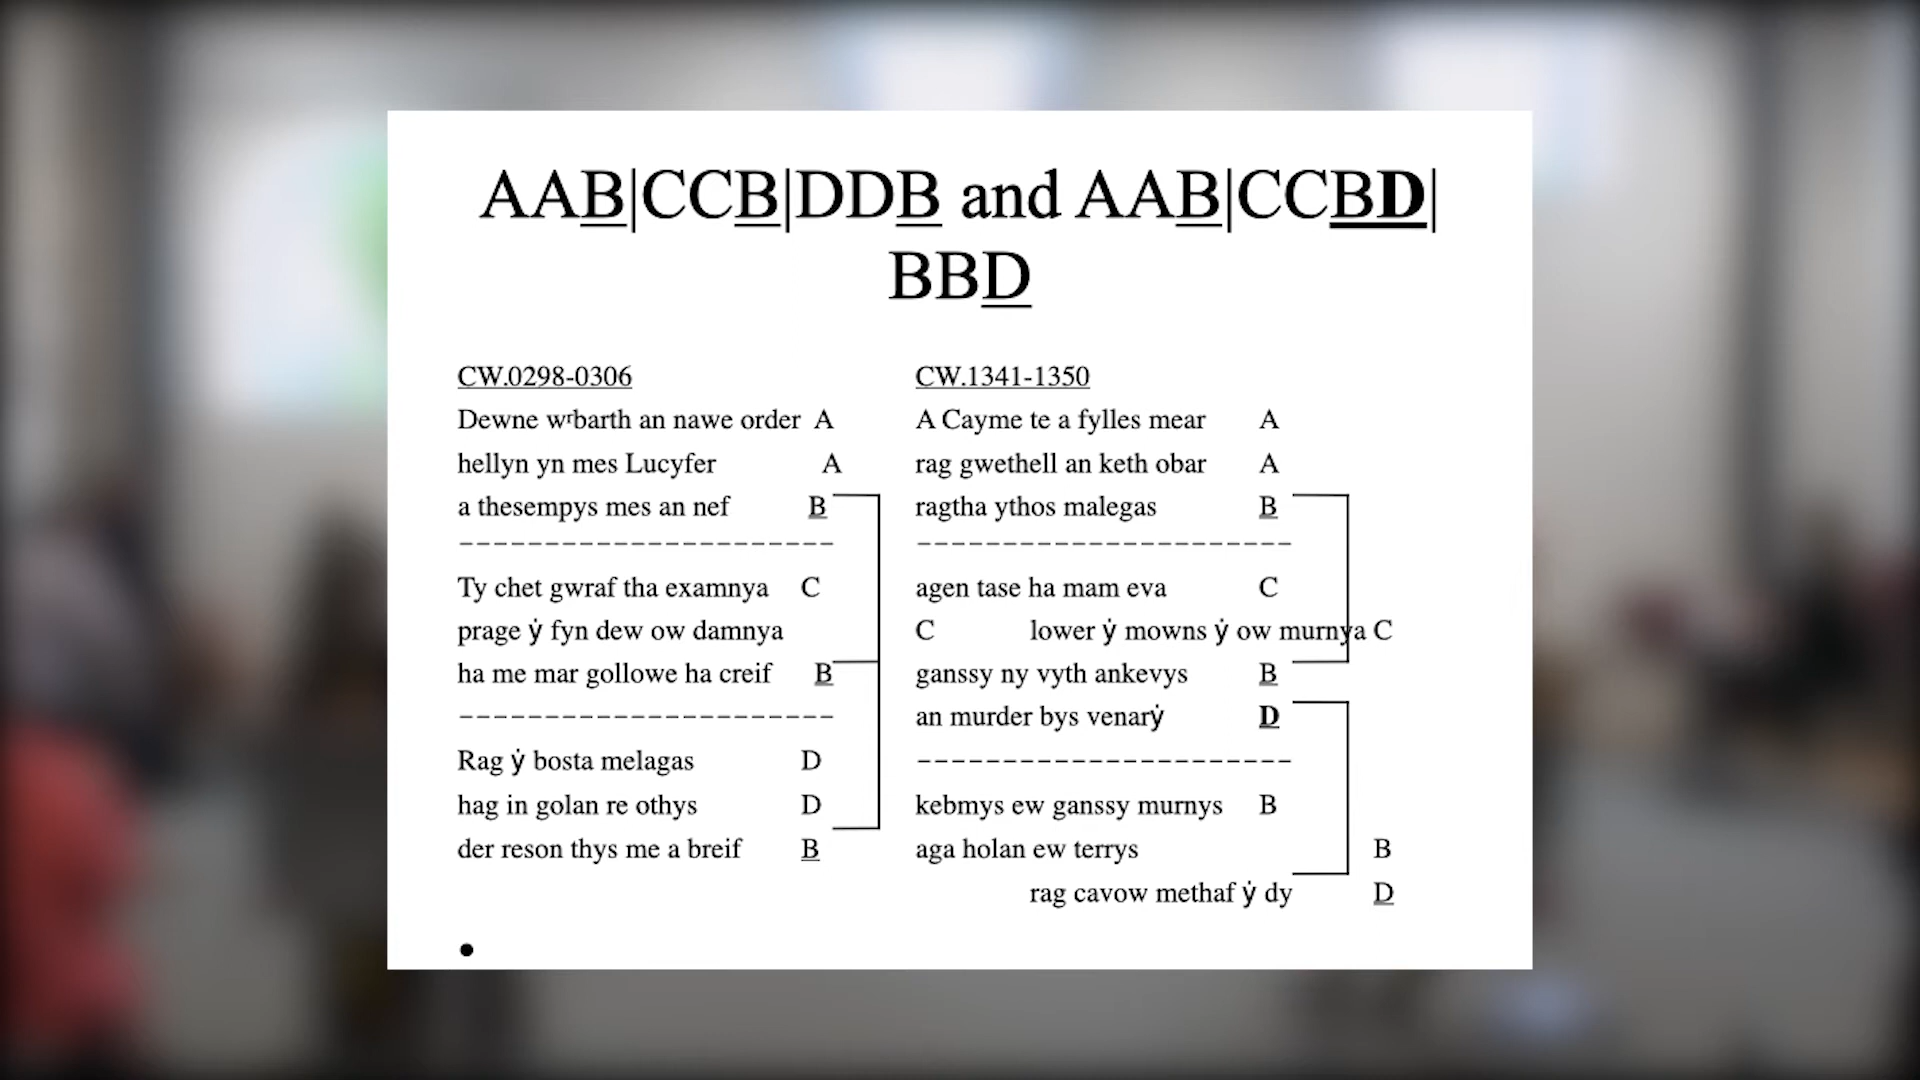 AAB|CCB|DDB and AAB|CCBD|
BBD
CW.0298-0306
Dewne wʳbarth an nawe order A
hellyn yn mes Lucyfer A
a thesempys mes an nef B
----------------------
Ty chet gwraf tha examnya C
prage ẏ fyn dew ow damnya C
ha me mar gollowe ha creif B
----------------------
Rag ẏ bosta melagas D
hag in golan re othys D
der reson thys me a breif B
CW.1341-1350
A Cayme te a fylles mear A
rag gwethell an keth obar A
ragtha ythos malegas B
----------------------
agen tase ha mam eva C
lower ẏ mowns ẏ ow murnya C
ganssy ny vyth ankevys B
an murder bys venarẏ D
----------------------
kebmys ew ganssy murnys B
aga holan ew terrys B
rag cavow methaf ẏ dy D
•